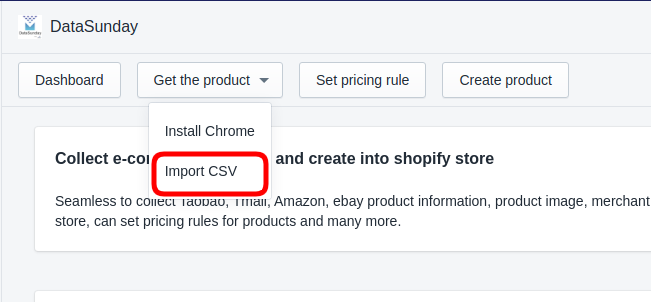 DataSunday
DataSunday
Dashboard
Get the product
Set pricing rule
Create product
Install Chrome
Import CSV
Collect e-co and create into shopify store
Seamless to collect Taobao, Tmall, Amazon, ebay product information, product image, merchant
store, can set pricing rules for products and many more.